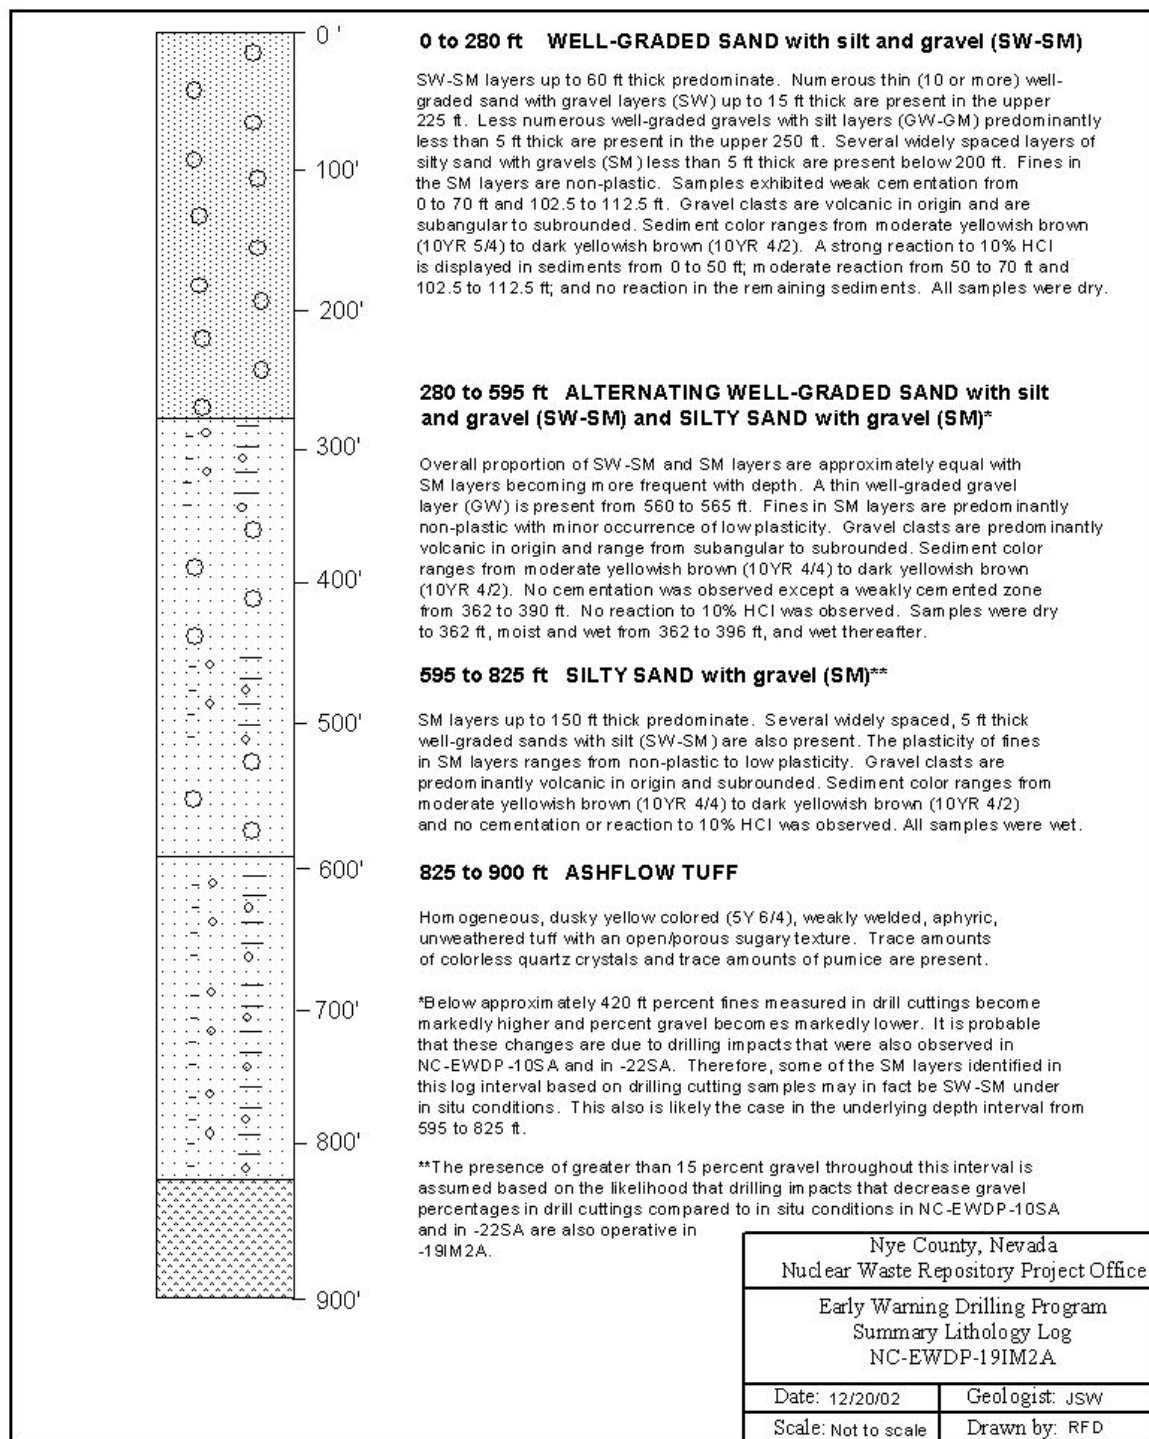 0 '
100'
200'
300'
400'
500'
600'
700'
800'
900'
0 to 280 ft WELL-GRADED SAND with silt and gravel (SW-SM)
SW-SM layers up to 60 ft thick predominate. Numerous thin (10 or more) well-
graded sand with gravel layers (SW) up to 15 ft thick are present in the upper
225 ft. Less numerous well-graded gravels with silt layers (GW-GM) predominantly
less than 5 ft thick are present in the upper 250 ft. Several widely spaced layers of
silty sand with gravels (SM) less than 5 ft thick are present below 200 ft. Fines in
the SM layers are non-plastic. Samples exhibited weak cementation from
0 to 70 ft and 102.5 to 112.5 ft. Gravel clasts are volcanic in origin and are
subangular to subrounded. Sediment color ranges from moderate yellowish brown
(10YR 5/4) to dark yellowish brown (10YR 4/2). A strong reaction to 10% HCl
is displayed in sediments from 0 to 50 ft; moderate reaction from 50 to 70 ft and
102.5 to 112.5 ft; and no reaction in the remaining sediments. All samples were dry.
280 to 595 ft ALTERNATING WELL-GRADED SAND with silt
and gravel (SW-SM) and SILTY SAND with gravel (SM)*
Overall proportion of SW-SM and SM layers are approximately equal with
SM layers becoming more frequent with depth. A thin well-graded gravel
layer (GW) is present from 560 to 565 ft. Fines in SM layers are predominantly
non-plastic with minor occurrence of low plasticity. Gravel clasts are predominantly
volcanic in origin and range from subangular to subrounded. Sediment color
ranges from moderate yellowish brown (10YR 4/4) to dark yellowish brown
(10YR 4/2). No cementation was observed except a weakly cemented zone
from 362 to 390 ft. No reaction to 10% HCl was observed. Samples were dry
to 362 ft, moist and wet from 362 to 396 ft, and wet thereafter.
595 to 825 ft SILTY SAND with gravel (SM)**
SM layers up to 150 ft thick predominate. Several widely spaced, 5 ft thick
well-graded sands with silt (SW-SM) are also present. The plasticity of fines
in SM layers ranges from non-plastic to low plasticity. Gravel clasts are
predominantly volcanic in origin and subrounded. Sediment color ranges from
moderate yellowish brown (10YR 4/4) to dark yellowish brown (10YR 4/2)
and no cementation or reaction to 10% HCl was observed. All samples were wet.
825 to 900 ft ASHFLOW TUFF
Homogeneous, dusky yellow colored (5Y 6/4), weakly welded, aphyric,
unweathered tuff with an open/porous sugary texture. Trace amounts
of colorless quartz crystals and trace amounts of pumice are present.
*Below approximately 420 ft percent fines measured in drill cuttings become
markedly higher and percent gravel becomes markedly lower. It is probable
that these changes are due to drilling impacts that were also observed in
NC-EWDP-10SA and in -22SA. Therefore, some of the SM layers identified in
this log interval based on drilling cutting samples may in fact be SW-SM under
in situ conditions. This also is likely the case in the underlying depth interval from
595 to 825 ft.
**The presence of greater than 15 percent gravel throughout this interval is
assumed based on the likelihood that drilling impacts that decrease gravel
percentages in drill cuttings compared to in situ conditions in NC-EWDP-10SA
and in -22SA are also operative in
-19IM2A.
Nye County, Nevada
Nuclear Waste Repository Project Office
Early Warning Drilling Program
Summary Lithology Log
NC-EWDP-19IM2A
Date: 12/20/02 Geologist: JSW
Scale: Not to scale Drawn by: RFD